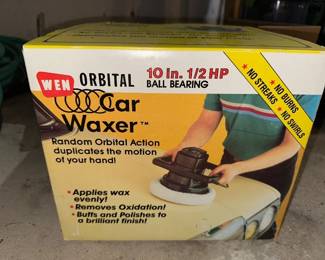 WEN ORBITAL
Car
Waxer™
10 In. 1/2 HP
BALL BEARING
• NO STREAKS • NO BURNS
• NO SWIRLS
Random Orbital Action
duplicates the motion
of your hand!
• Applies wax
evenly!
• Removes Oxidation!
• Buffs and Polishes to
a brilliant finish!